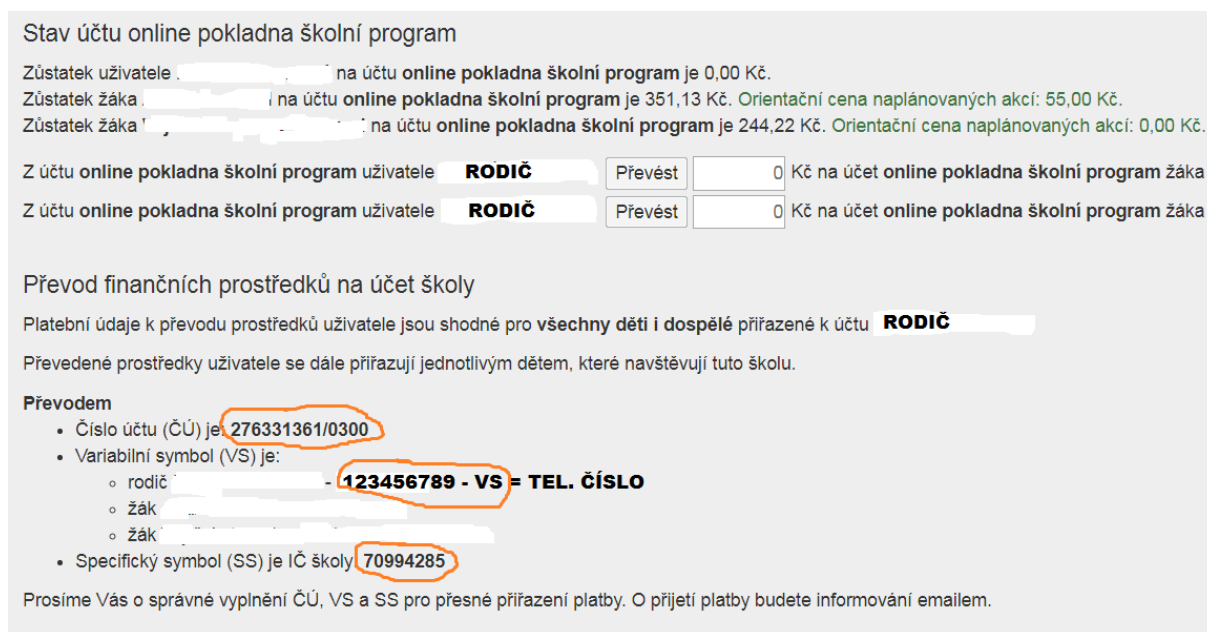 Stav účtu online pokladna školní program
Zůstatek uživatele na účtu online pokladna školní program je 0,00 Kč.
Zůstatek žáka na účtu online pokladna školní program je 351,13 Kč. Orientační cena naplánovaných akcí: 55,00 Kč.
Zůstatek žáka na účtu online pokladna školní program je 244,22 Kč. Orientační cena naplánovaných akcí: 0,00 Kč.
Z účtu online pokladna školní program uživatele RODIČ Převést 0 Kč na účet online pokladna školní program žáka
Z účtu online pokladna školní program uživatele RODIČ Převést 0 Kč na účet online pokladna školní program žáka
Převod finančních prostředků na účet školy
Platební údaje k převodu prostředků uživatele jsou shodné pro všechny děti i dospělé přiřazené k účtu RODIČ
Převedené prostředky uživatele se dále přiřazují jednotlivým dětem, které navštěvují tuto školu.
Převodem
• Číslo účtu (ČÚ) je: 276331361/0300
• Variabilní symbol (VS) je:
◦ rodič - 123456789 - VS = TEL. ČÍSLO
◦ žák
◦ žák
• Specifický symbol (SS) je IČ školy 70994285
Prosíme Vás o správné vyplnění ČÚ, VS a SS pro přesné přiřazení platby. O přijetí platby budete informování emailem.